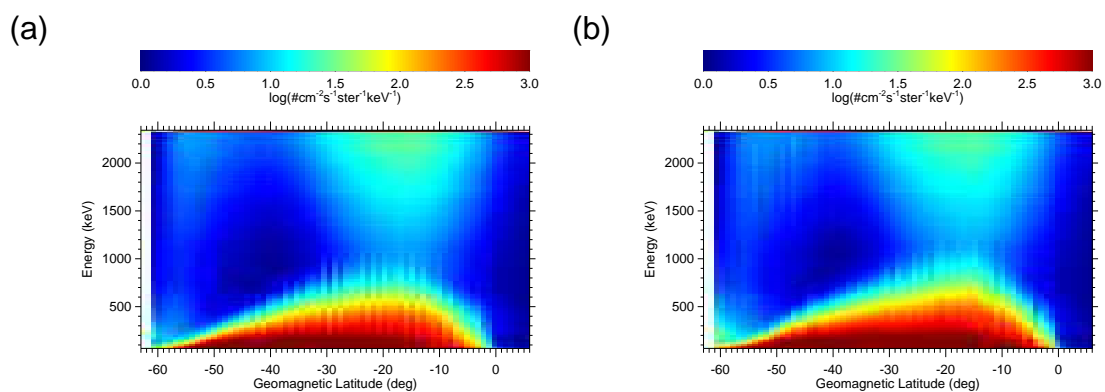 (a)
0.0 0.5 1.0 1.5 2.0 2.5 3.0
log(#cm⁻²s⁻¹ster⁻¹keV⁻¹)
2000
1500
1000
500
Energy (keV)
-60 -50 -40 -30 -20 -10 0
Geomagnetic Latitude (deg)
(b)
0.0 0.5 1.0 1.5 2.0 2.5 3.0
log(#cm⁻²s⁻¹ster⁻¹keV⁻¹)
2000
1500
1000
500
Energy (keV)
-60 -50 -40 -30 -20 -10 0
Geomagnetic Latitude (deg)